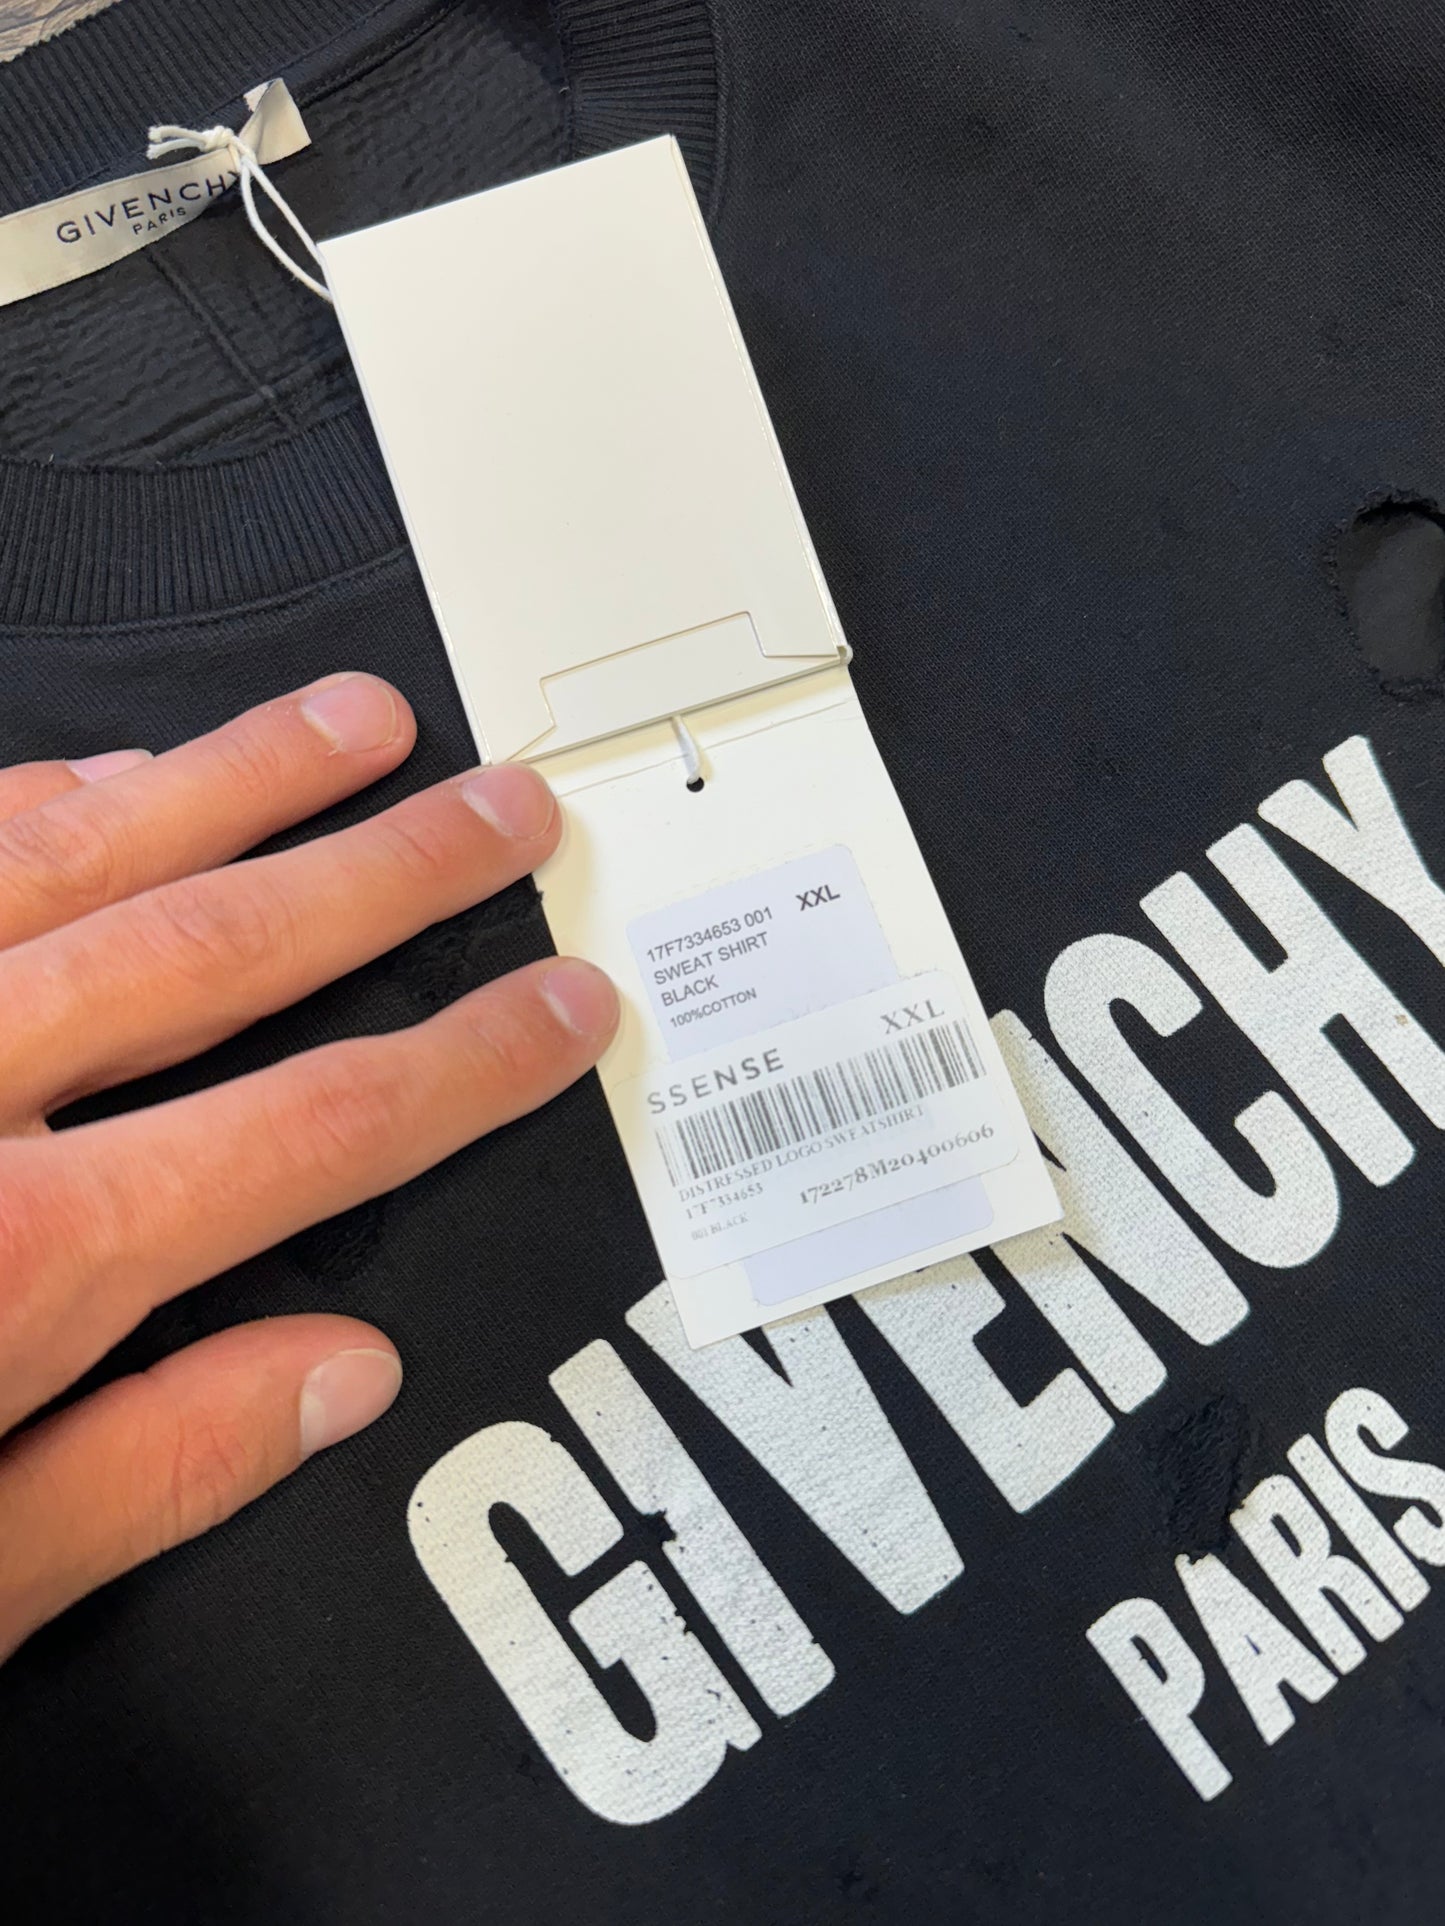 GIVENCHY
PARIS
17F7334653 001 XXL
SWEAT SHIRT
BLACK
100%COTTON
XXL
SSENSE
DISTRESSED LOGO SWEATSHIRT
17F7334653 172278M20400606
001 BLACK
GIVENCHY
PARIS